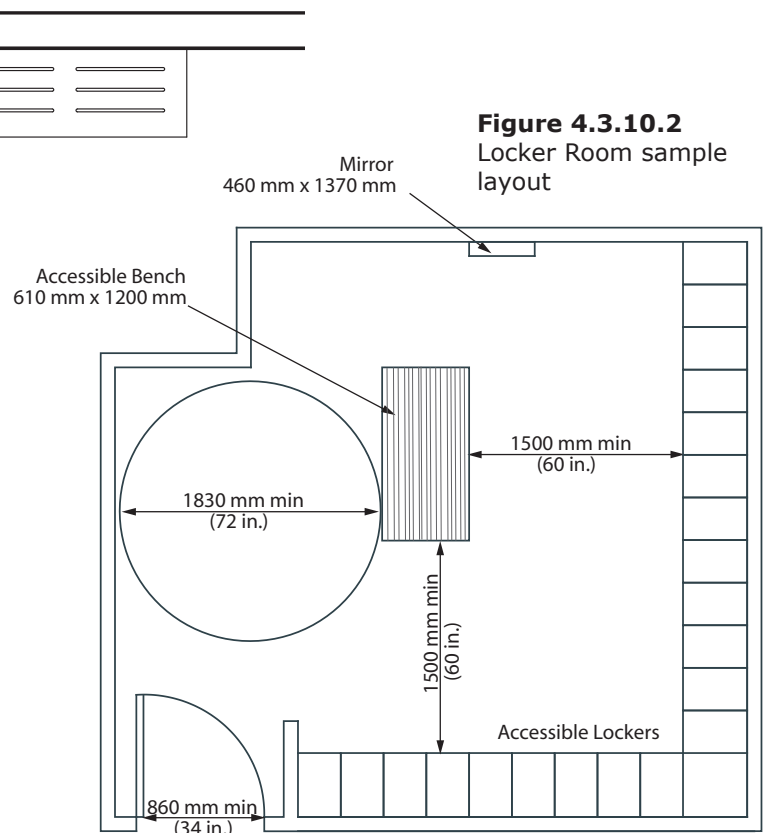 Figure 4.3.10.2
Locker Room sample
layout
Mirror
460 mm x 1370 mm
Accessible Bench
610 mm x 1200 mm
1500 mm min
(60 in.)
1830 mm min
(72 in.)
1500 mm min
(60 in.)
Accessible Lockers
860 mm min
(34 in.)